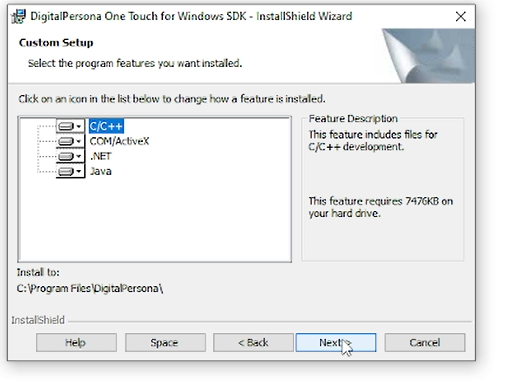 DigitalPersona One Touch for Windows SDK - InstallShield Wizard
Custom Setup
Select the program features you want installed.
Click on an icon in the list below to change how a feature is installed.
C/C++
COM/ActiveX
.NET
Java
Feature Description
This feature includes files for
C/C++ development.
This feature requires 7476KB on
your hard drive.
Install to:
C:\Program Files\DigitalPersona\
InstallShield
Help
Space
< Back
Next >
Cancel